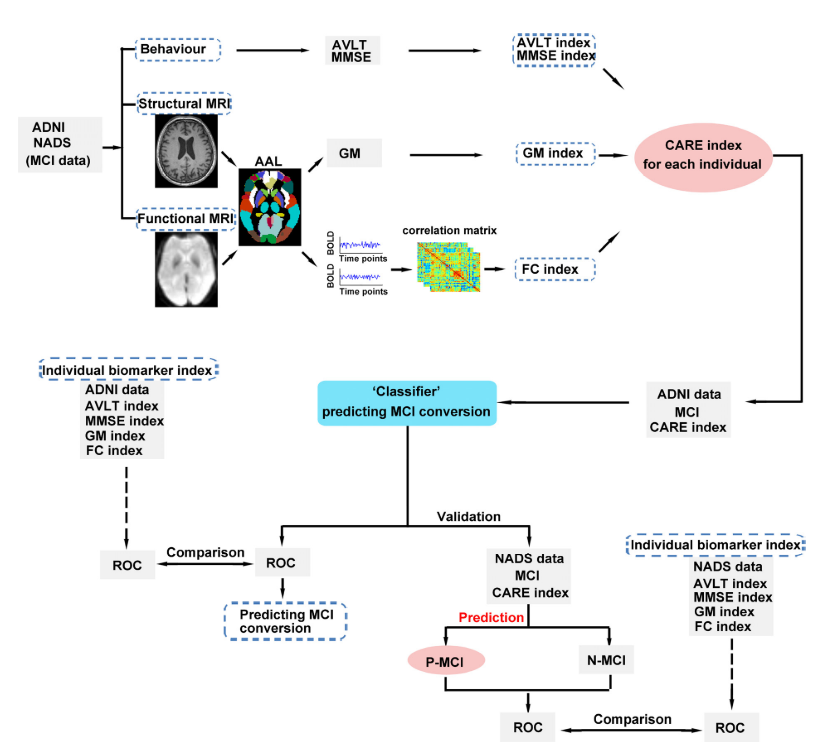 Behaviour
AVLT
MMSE
AVLT index
MMSE index
Structural MRI
ADNI
NADS
(MCI data)
AAL
GM
GM index
CARE index
for each individual
Functional MRI
BOLD
Time points
BOLD
Time points
correlation matrix
FC index
Individual biomarker index
ADNI data
AVLT index
MMSE index
GM index
FC index
‘Classifier’
predicting MCI conversion
ADNI data
MCI
CARE index
Validation
ROC
Comparison
ROC
Predicting MCI
conversion
NADS data
MCI
CARE index
Prediction
P-MCI
N-MCI
Individual biomarker index
NADS data
AVLT index
MMSE index
GM index
FC index
ROC
Comparison
ROC